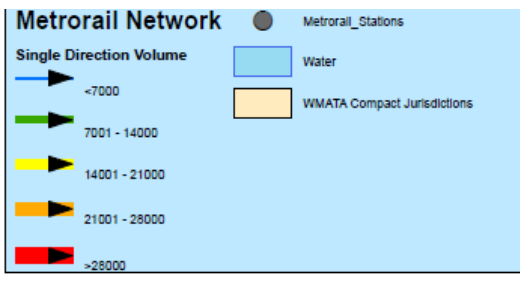 Metrorail Network
Single Direction Volume
<7000
7001 - 14000
14001 - 21000
21001 - 28000
>28000
Metrorail_Stations
Water
WMATA Compact Jurisdictions